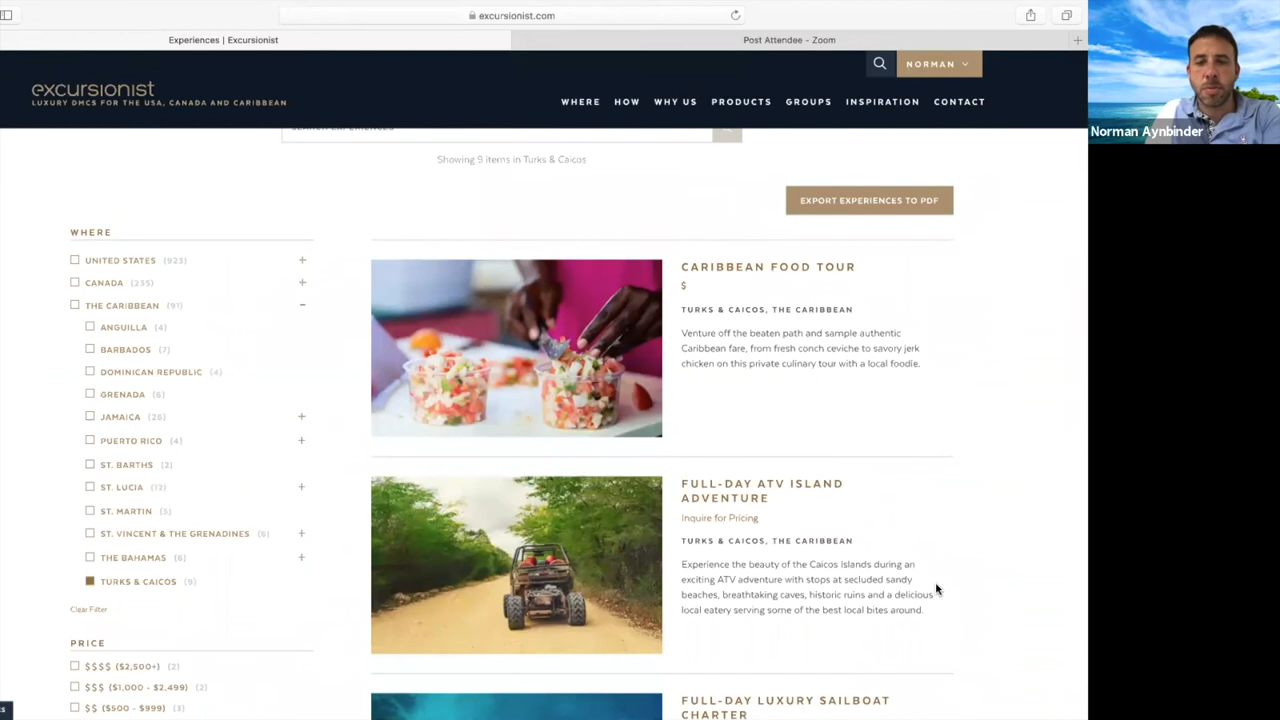 excursionist.com
Experiences | Excursionist
Post Attendee - Zoom
NORMAN
excursionist
LUXURY DMCS FOR THE USA, CANADA AND CARIBBEAN
WHERE HOW WHY US PRODUCTS GROUPS INSPIRATION CONTACT
Norman Aynbinder
SEARCH EXPERIENCES
Showing 9 items in Turks & Caicos
EXPORT EXPERIENCES TO PDF
WHERE
UNITED STATES (923) +
CANADA (235) +
THE CARIBBEAN (91) −
ANGUILLA (4)
BARBADOS (7)
DOMINICAN REPUBLIC (4)
GRENADA (6)
JAMAICA (26) +
PUERTO RICO (4) +
ST. BARTHS (2)
ST. LUCIA (12) +
ST. MARTIN (3)
ST. VINCENT & THE GRENADINES (6) +
THE BAHAMAS (6) +
TURKS & CAICOS (9)
Clear Filter
PRICE
$$$$ ($2,500+) (2)
$$$ ($1,000 - $2,499) (2)
$$ ($500 - $999) (3)
CARIBBEAN FOOD TOUR
$
TURKS & CAICOS, THE CARIBBEAN
Venture off the beaten path and sample authentic
Caribbean fare, from fresh conch ceviche to savory jerk
chicken on this private culinary tour with a local foodie.
FULL-DAY ATV ISLAND
ADVENTURE
Inquire for Pricing
TURKS & CAICOS, THE CARIBBEAN
Experience the beauty of the Caicos Islands during an
exciting ATV adventure with stops at secluded sandy
beaches, breathtaking caves, historic ruins and a delicious
local eatery serving some of the best local bites around.
FULL-DAY LUXURY SAILBOAT
CHARTER